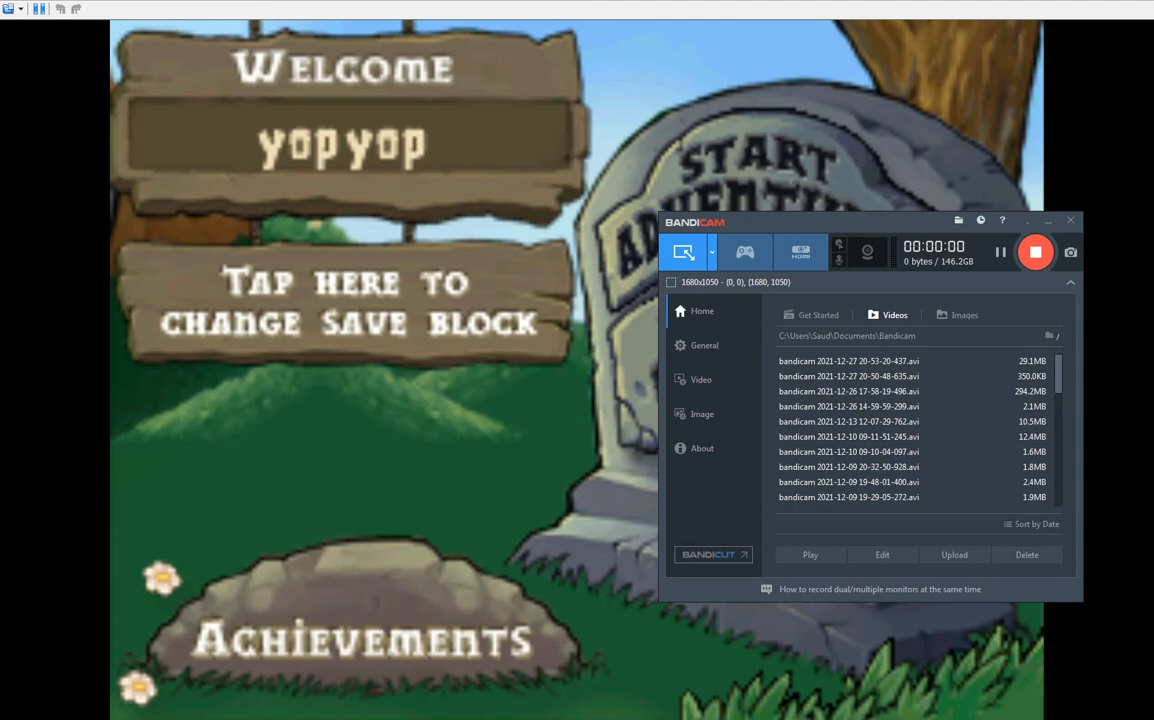 Welcome
yop yop
Tap here to
change save block
Achievements
START
BANDICAM
?
HDMI
00:00:00
0 bytes / 146.2GB
1680x1050 - (0, 0), (1680, 1050)
Home
General
Video
Image
About
BANDICUT
Get Started
Videos
Images
C:\Users\Saud\Documents\Bandicam
bandicam 2021-12-27 20-53-20-437.avi 29.1MB
bandicam 2021-12-27 20-50-48-635.avi 350.0KB
bandicam 2021-12-26 17-58-19-496.avi 294.2MB
bandicam 2021-12-26 14-59-59-299.avi 2.1MB
bandicam 2021-12-13 12-07-29-762.avi 10.5MB
bandicam 2021-12-10 09-11-51-245.avi 12.4MB
bandicam 2021-12-10 09-10-04-097.avi 1.6MB
bandicam 2021-12-09 20-32-50-928.avi 1.8MB
bandicam 2021-12-09 19-48-01-400.avi 2.4MB
bandicam 2021-12-09 19-29-05-272.avi 1.9MB
Sort by Date
Play Edit Upload Delete
How to record dual/multiple monitors at the same time